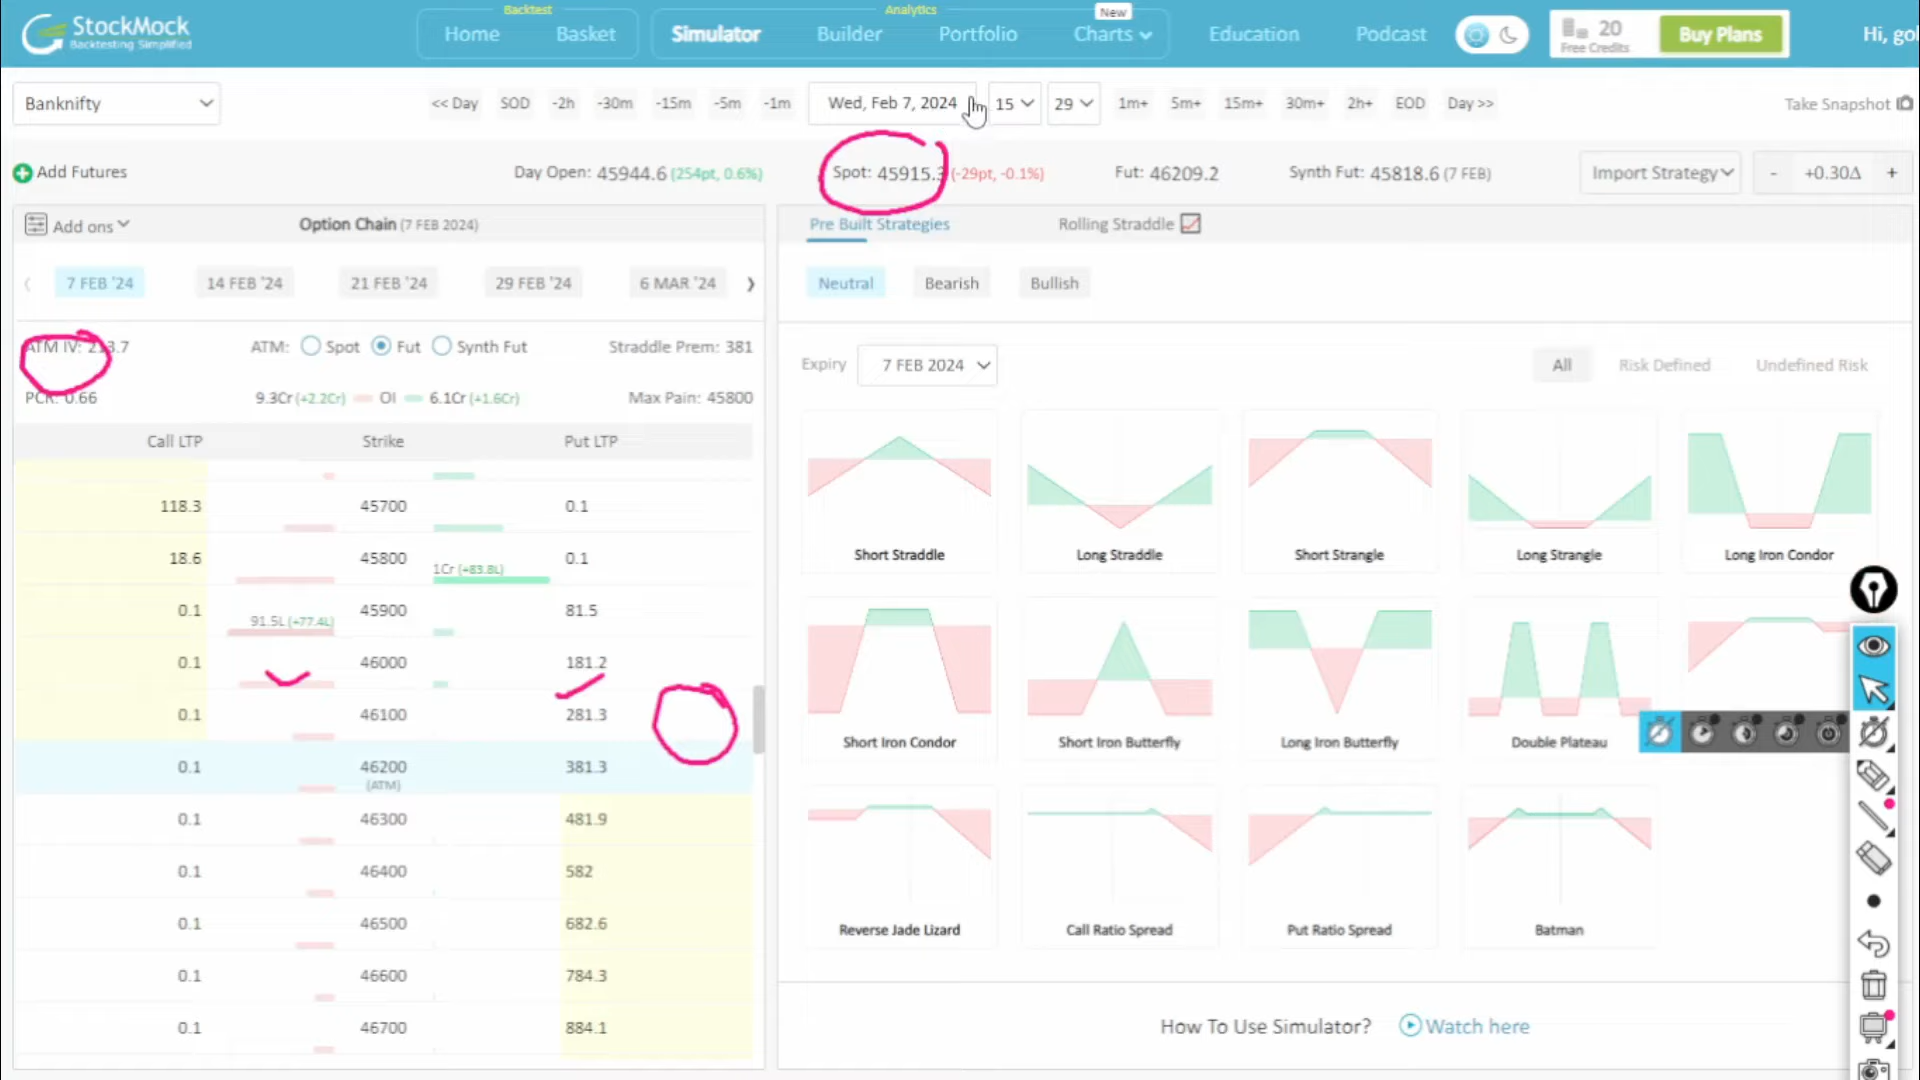 Backtest
Analytics
New
StockMock
Backtesting Simplified
Home
Basket
Simulator
Builder
Portfolio
Charts
Education
Podcast
20
Free Credits
Buy Plans
Hi, gol
Banknifty
<< Day
SOD
-2h
-30m
-15m
-5m
-1m
Wed, Feb 7, 2024
15
29
1m+
5m+
15m+
30m+
2h+
EOD
Day >>
Take Snapshot
Add Futures
Day Open: 45944.6 (254pt, 0.6%)
Spot: 45915.3 (-29pt, -0.1%)
Fut: 46209.2
Synth Fut: 45818.6 (7 FEB)
Import Strategy
- +0.30Δ +
Add ons
Option Chain (7 FEB 2024)
7 FEB '24
14 FEB '24
21 FEB '24
29 FEB '24
6 MAR '24
ATM IV:
ATM: Spot Fut Synth Fut
Straddle Prem: 381
PCR: 0.66
9.3Cr (+2.2Cr) OI 6.1Cr (+1.6Cr)
Max Pain: 45800
Call LTP Strike Put LTP
118.3 45700 0.1
18.6 45800 1Cr (+83.8L) 0.1
0.1 91.5L (+77.4L) 45900 81.5
0.1 46000 181.2
0.1 46100 281.3
0.1 46200 381.3
(ATM)
0.1 46300 481.9
0.1 46400 582
0.1 46500 682.6
0.1 46600 784.3
0.1 46700 884.1
Pre Built Strategies
Rolling Straddle
Neutral
Bearish
Bullish
Expiry
7 FEB 2024
All
Risk Defined
Undefined Risk
Short Straddle
Long Straddle
Short Strangle
Long Strangle
Long Iron Condor
Short Iron Condor
Short Iron Butterfly
Long Iron Butterfly
Double Plateau
Reverse Jade Lizard
Call Ratio Spread
Put Ratio Spread
Batman
How To Use Simulator?
Watch here